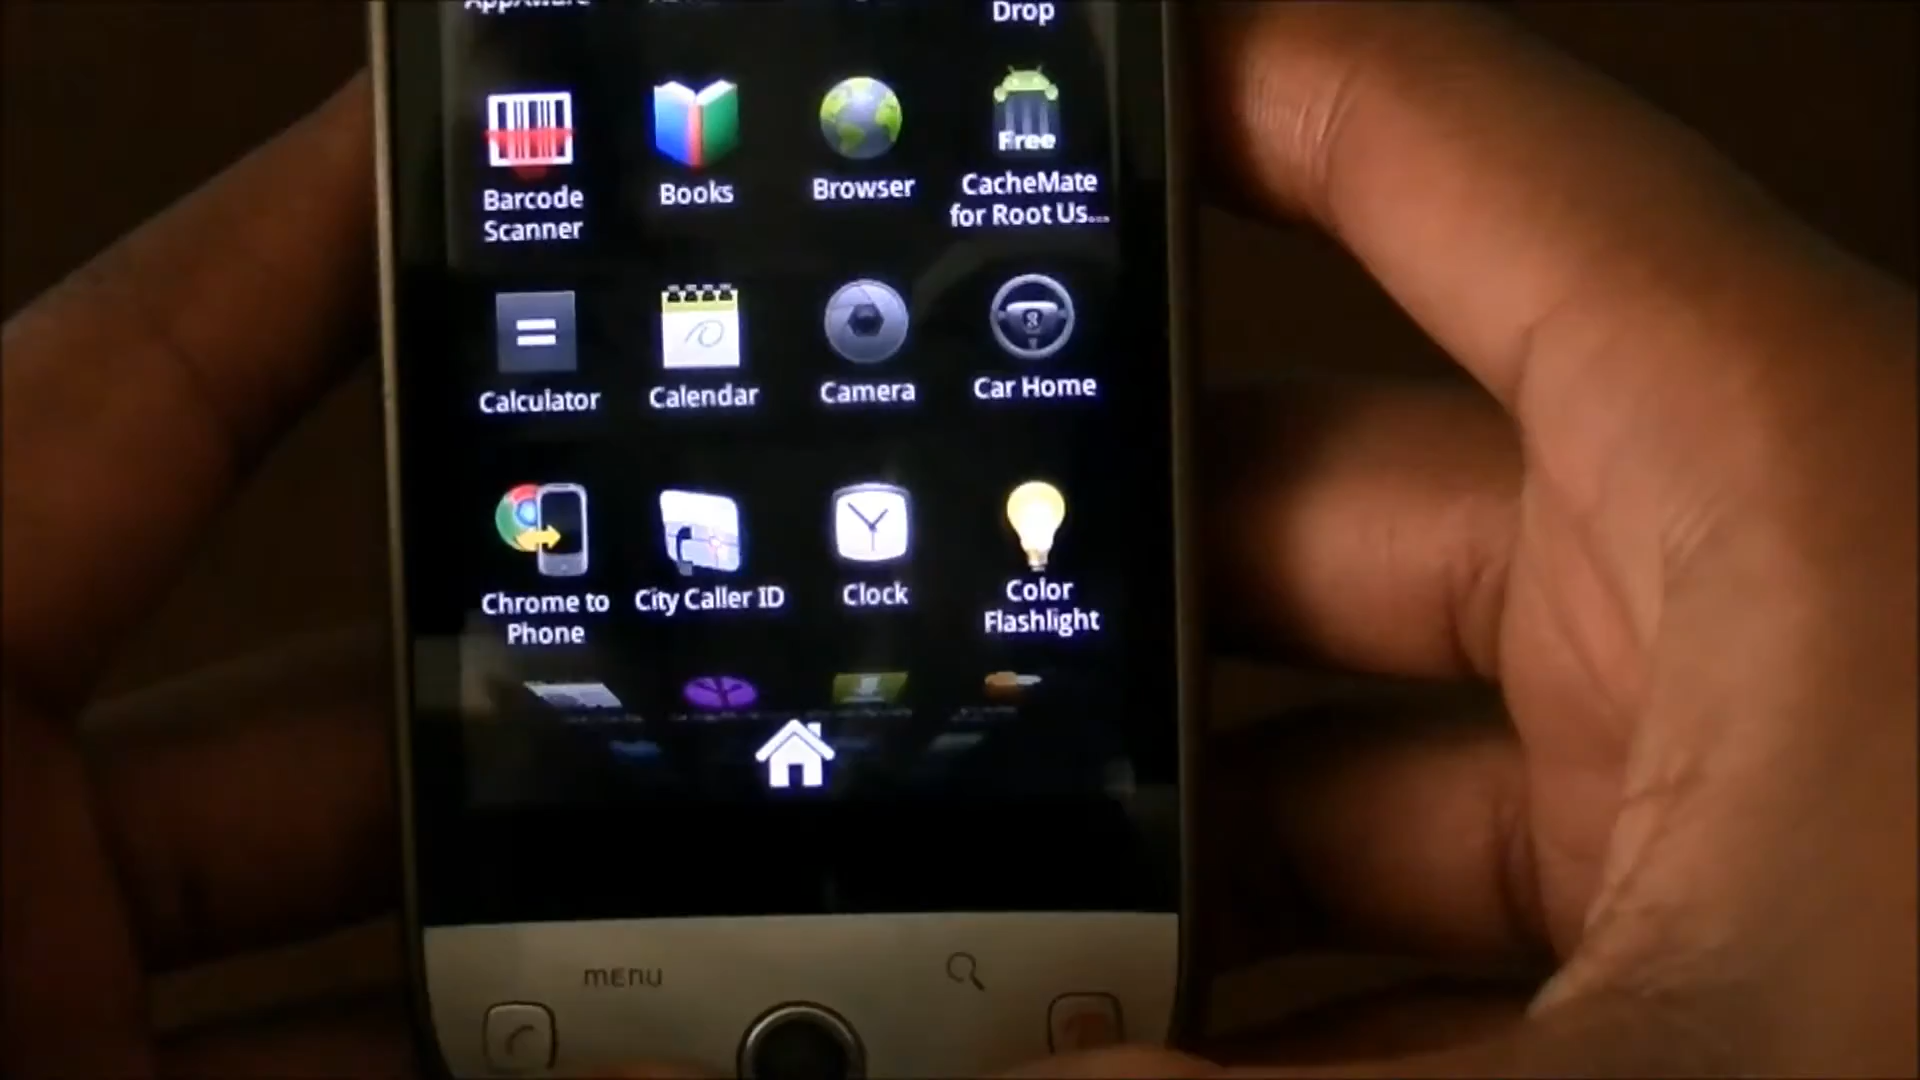 Drop
Free
Barcode
Scanner
Books
Browser
CacheMate
for Root Us...
Calculator
Calendar
Camera
Car Home
Chrome to
Phone
City Caller ID
Clock
Color
Flashlight
MENU